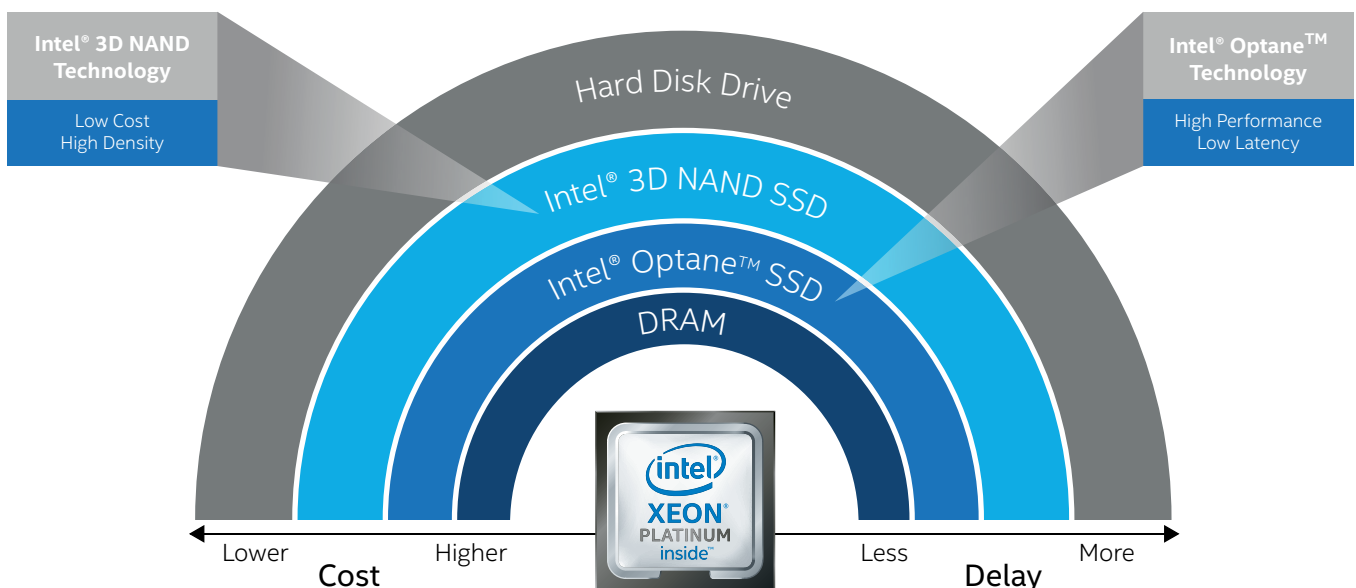 Intel® 3D NAND
Technology
Low Cost
High Density
Intel® Optane™
Technology
High Performance
Low Latency
Hard Disk Drive
Intel® 3D NAND SSD
Intel® Optane™ SSD
DRAM
intel®
XEON®
PLATINUM
inside™
Lower
Higher
Cost
Less
More
Delay